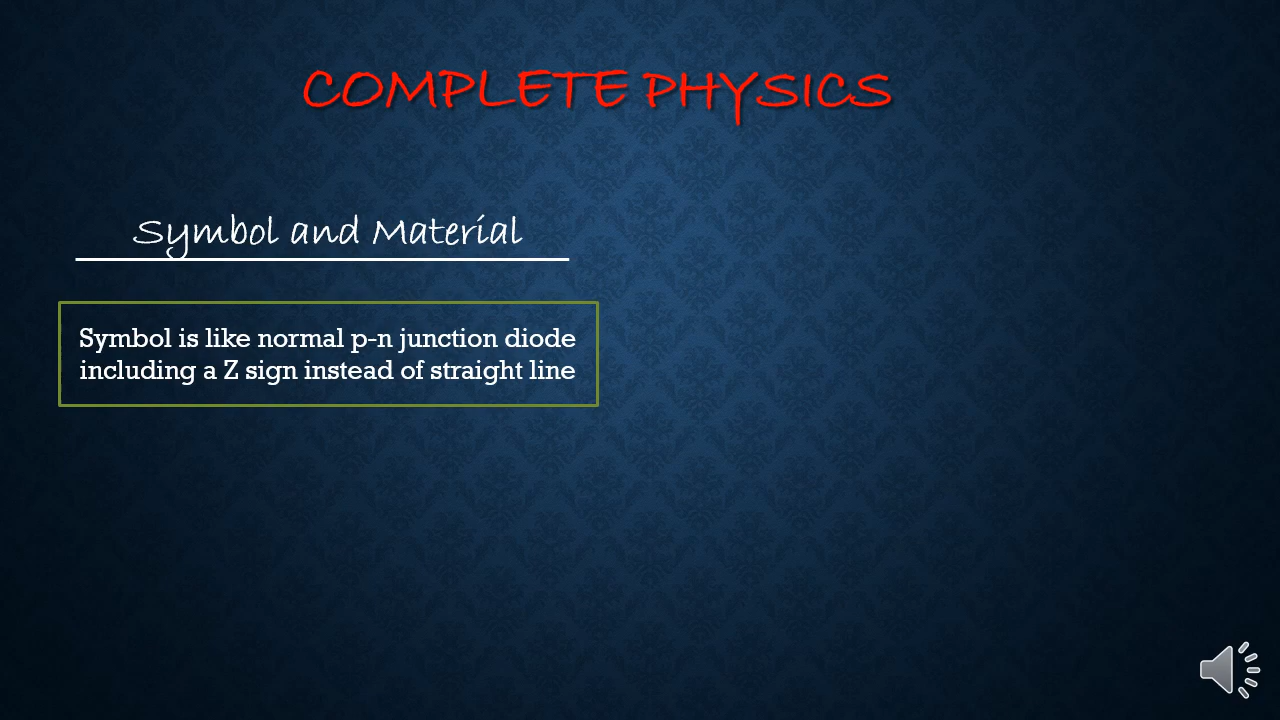 COMPLETE PHYSICS
Symbol and Material
Symbol is like normal p-n junction diode
including a Z sign instead of straight line